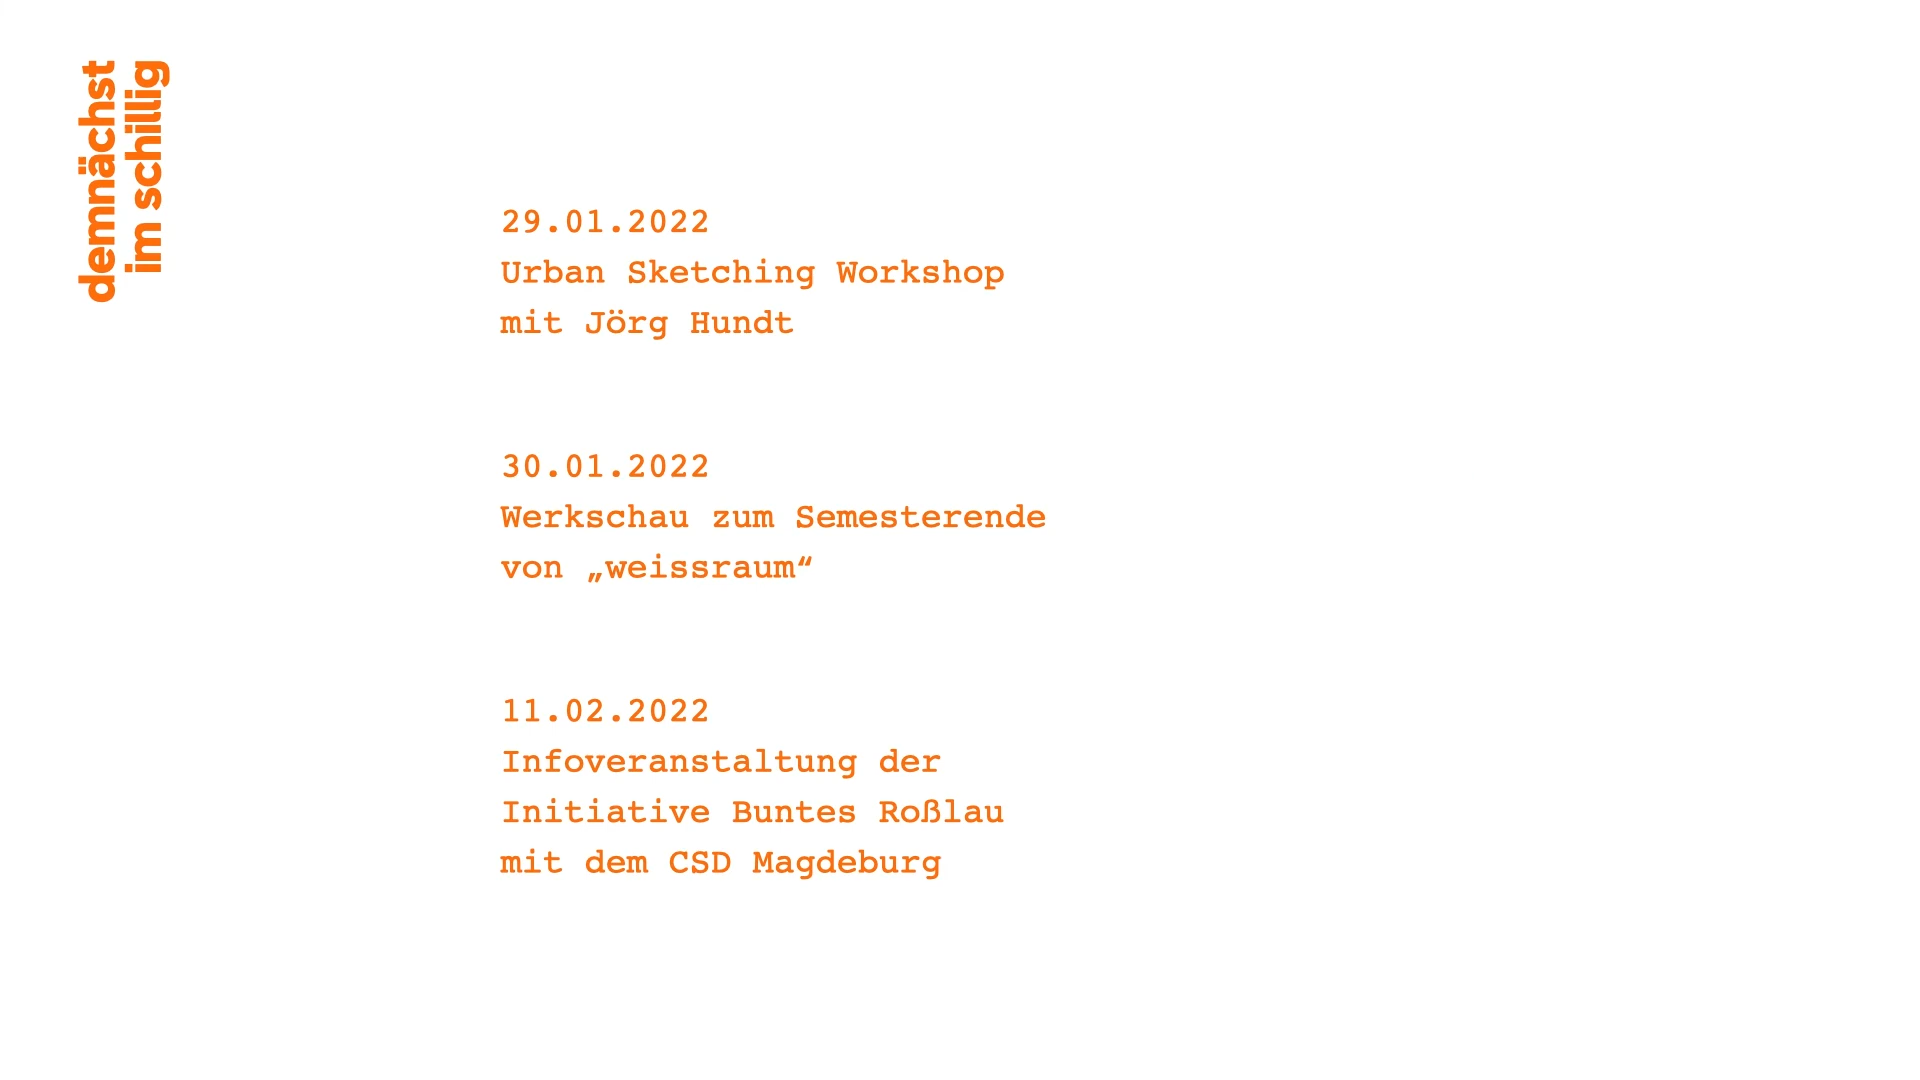 demnächst
im schillig
29.01.2022
Urban Sketching Workshop
mit Jörg Hundt
30.01.2022
Werkschau zum Semesterende
von „weissraum“
11.02.2022
Infoveranstaltung der
Initiative Buntes Roßlau
mit dem CSD Magdeburg